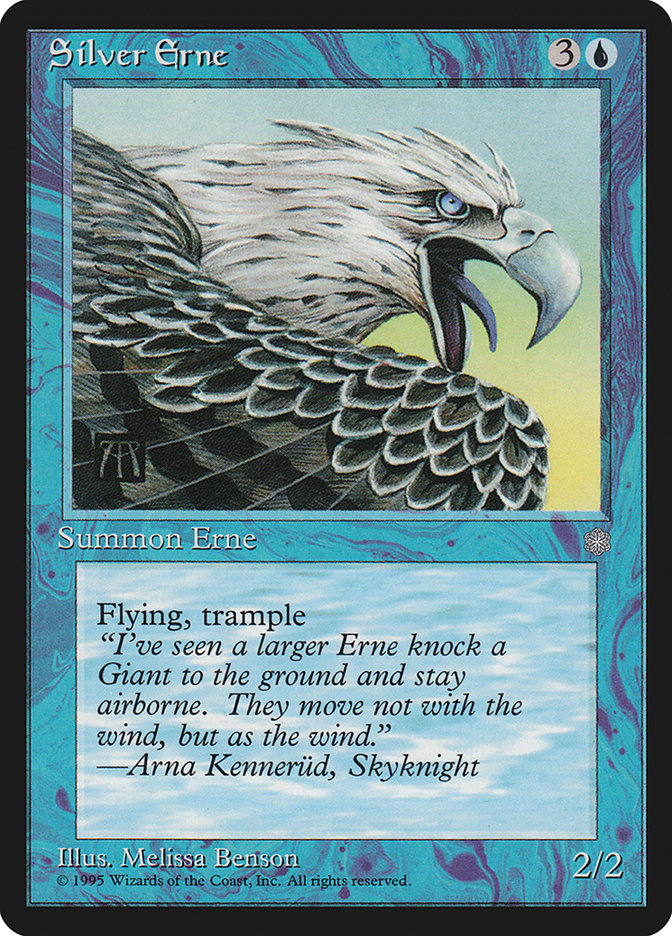 Silver Erne
3
Summon Erne
Flying, trample
“I've seen a larger Erne knock a
Giant to the ground and stay
airborne. They move not with the
wind, but as the wind.”
—Arna Kennerüd, Skyknight
Illus. Melissa Benson
2/2
© 1995 Wizards of the Coast, Inc. All rights reserved.